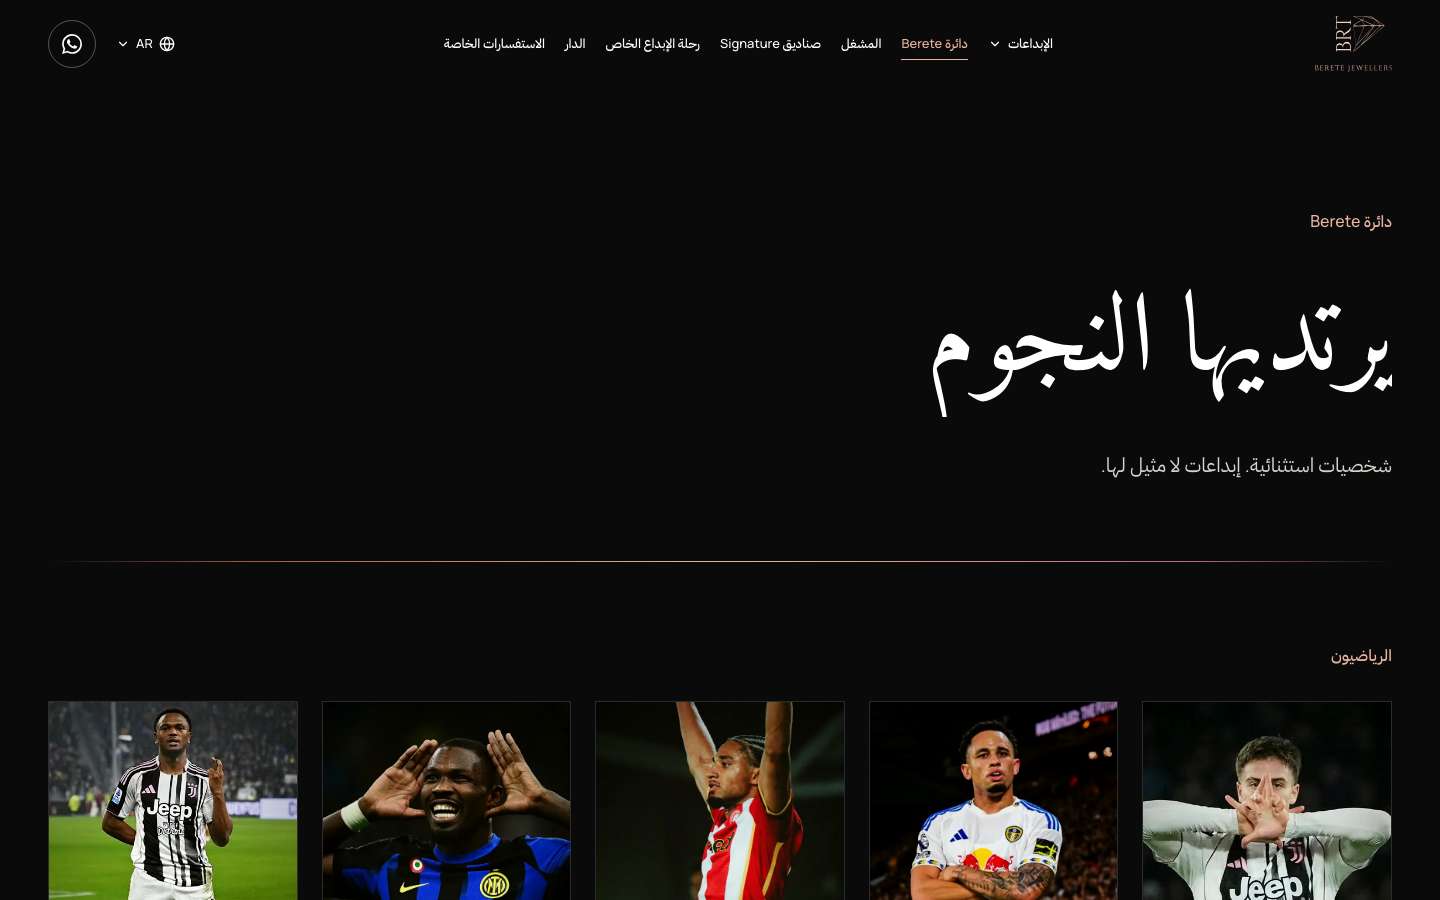 BRT
BERETE JEWELLERS
الإبداعات
دائرة Berete
المشغل
صناديق Signature
رحلة الإبداع الخاص
الدار
الاستفسارات الخاصة
AR
دائرة Berete
يرتديها النجوم
شخصيات استثنائية. إبداعات لا مثيل لها.
الرياضيون
Jeep
Jeep